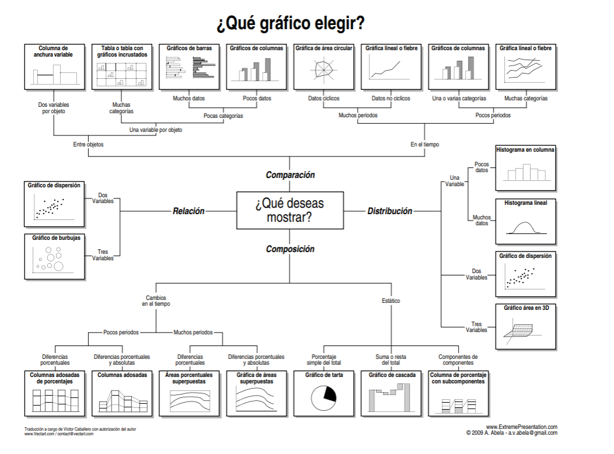 ¿Qué gráfico elegir?
Columna de
anchura variable
Tabla o tabla con
gráficos incrustados
Gráficos de barras
Gráficos de columnas
Gráfica de área circular
Gráfica lineal o fiebre
Gráficos de columnas
Gráfica lineal o fiebre
Dos variables
por objeto
Muchas
categorías
Muchos datos
Pocos datos
Datos cíclicos
Datos no cíclicos
Una o varias categorías
Muchas categorías
Pocas categorías
Muchos periodos
Pocos periodos
Una variable por objeto
Entre objetos
En el tiempo
Comparación
¿Qué deseas
mostrar?
Relación
Distribución
Composición
Gráfico de dispersión
Dos
Variables
Gráfico de burbujas
Tres
Variables
Una
Variable
Pocos
datos
Histograma en columna
Muchos
datos
Histograma lineal
Dos
Variables
Gráfico de dispersión
Tres
Variables
Gráfico área en 3D
Cambios
en el tiempo
Estático
Pocos periodos
Muchos periodos
Diferencias
porcentuales
Diferencias porcentuales
y absolutas
Diferencias
porcentuales
Diferencias porcentuales
y absolutas
Porcentaje
simple del total
Suma o resta
del total
Componentes de
componentes
Columnas adosadas
de porcentajes
Columnas adosadas
Áreas porcentuales
superpuestas
Gráfica de áreas
superpuestas
Gráfico de tarta
Gráfico de cascada
Columna de porcentaje
con subcomponentes
Traducción a cargo de Víctor Caballero con autorización del autor
www.Vectart.com / contact@vectart.com
www.ExtremePresentation.com
© 2009 A. Abela - a.v.abela@gmail.com